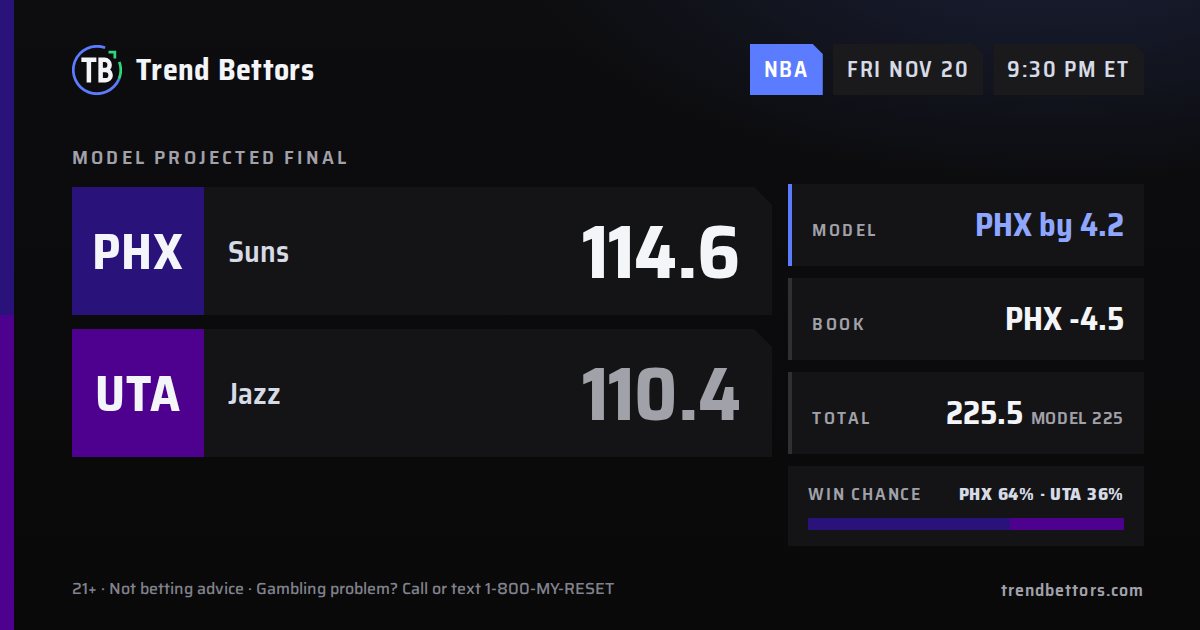 TB Trend Bettors
NBA FRI NOV 20 9:30 PM ET
MODEL PROJECTED FINAL
PHX Suns 114.6
UTA Jazz 110.4
MODEL PHX by 4.2
BOOK PHX -4.5
TOTAL 225.5 MODEL 225
WIN CHANCE PHX 64% · UTA 36%
21+ · Not betting advice · Gambling problem? Call or text 1-800-MY-RESET
trendbettors.com